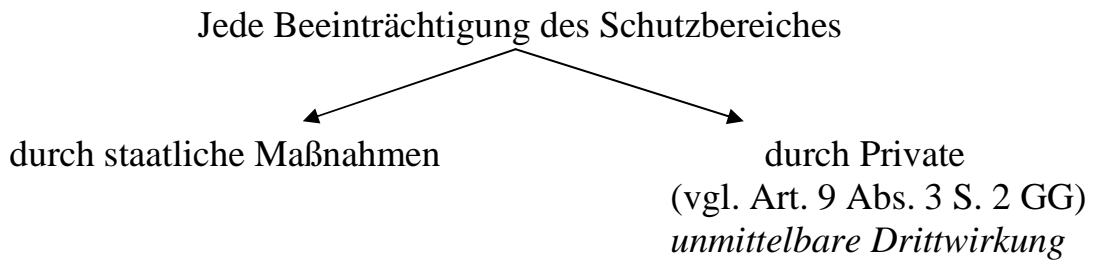 Jede Beeinträchtigung des Schutzbereiches
durch staatliche Maßnahmen
durch Private
(vgl. Art. 9 Abs. 3 S. 2 GG)
unmittelbare Drittwirkung